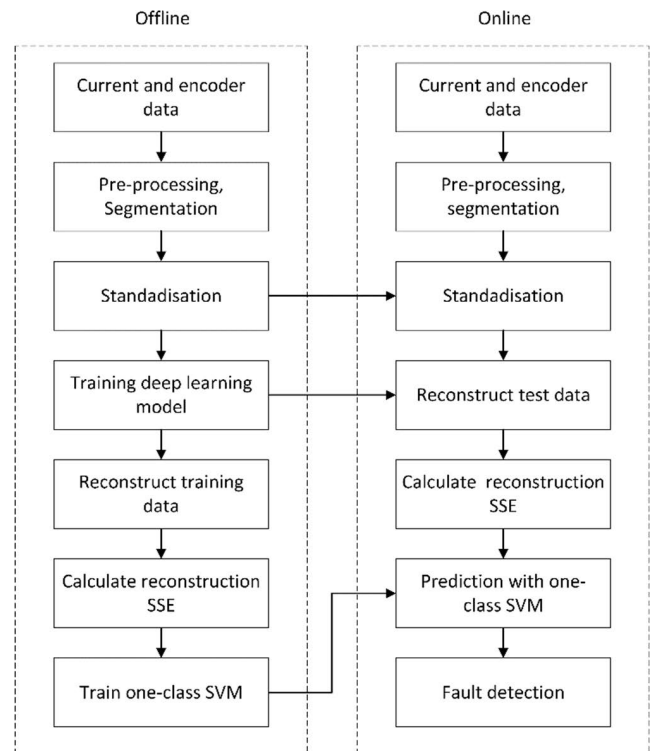 Offline
Current and encoder
data
Pre-processing,
Segmentation
Standadisation
Training deep learning
model
Reconstruct training
data
Calculate reconstruction
SSE
Train one-class SVM
Online
Current and encoder
data
Pre-processing,
segmentation
Standadisation
Reconstruct test data
Calculate reconstruction
SSE
Prediction with one-
class SVM
Fault detection